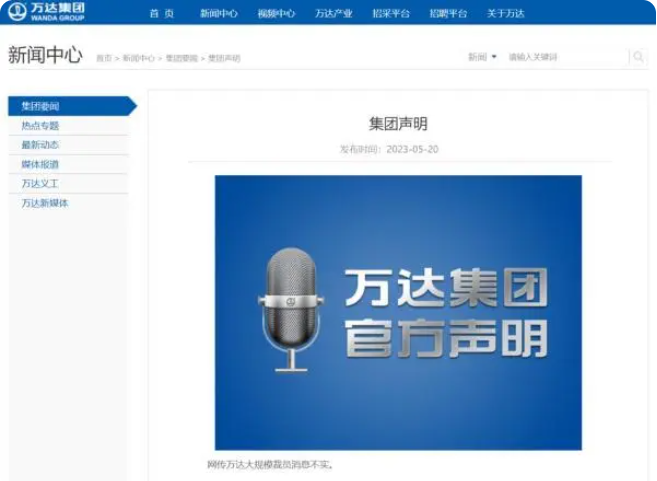 万达集团
WANDA GROUP
首 页 新闻中心 视频中心 万达产业 招采平台 招聘平台 关于万达
新闻中心 首页 > 新闻中心 > 集团要闻 > 集团声明
新闻 请输入关键词
集团要闻
热点专题
最新动态
媒体报道
万达义工
万达新媒体
集团声明
发布时间：2023-05-20
万达集团
官方声明
网传万达大规模裁员消息不实。